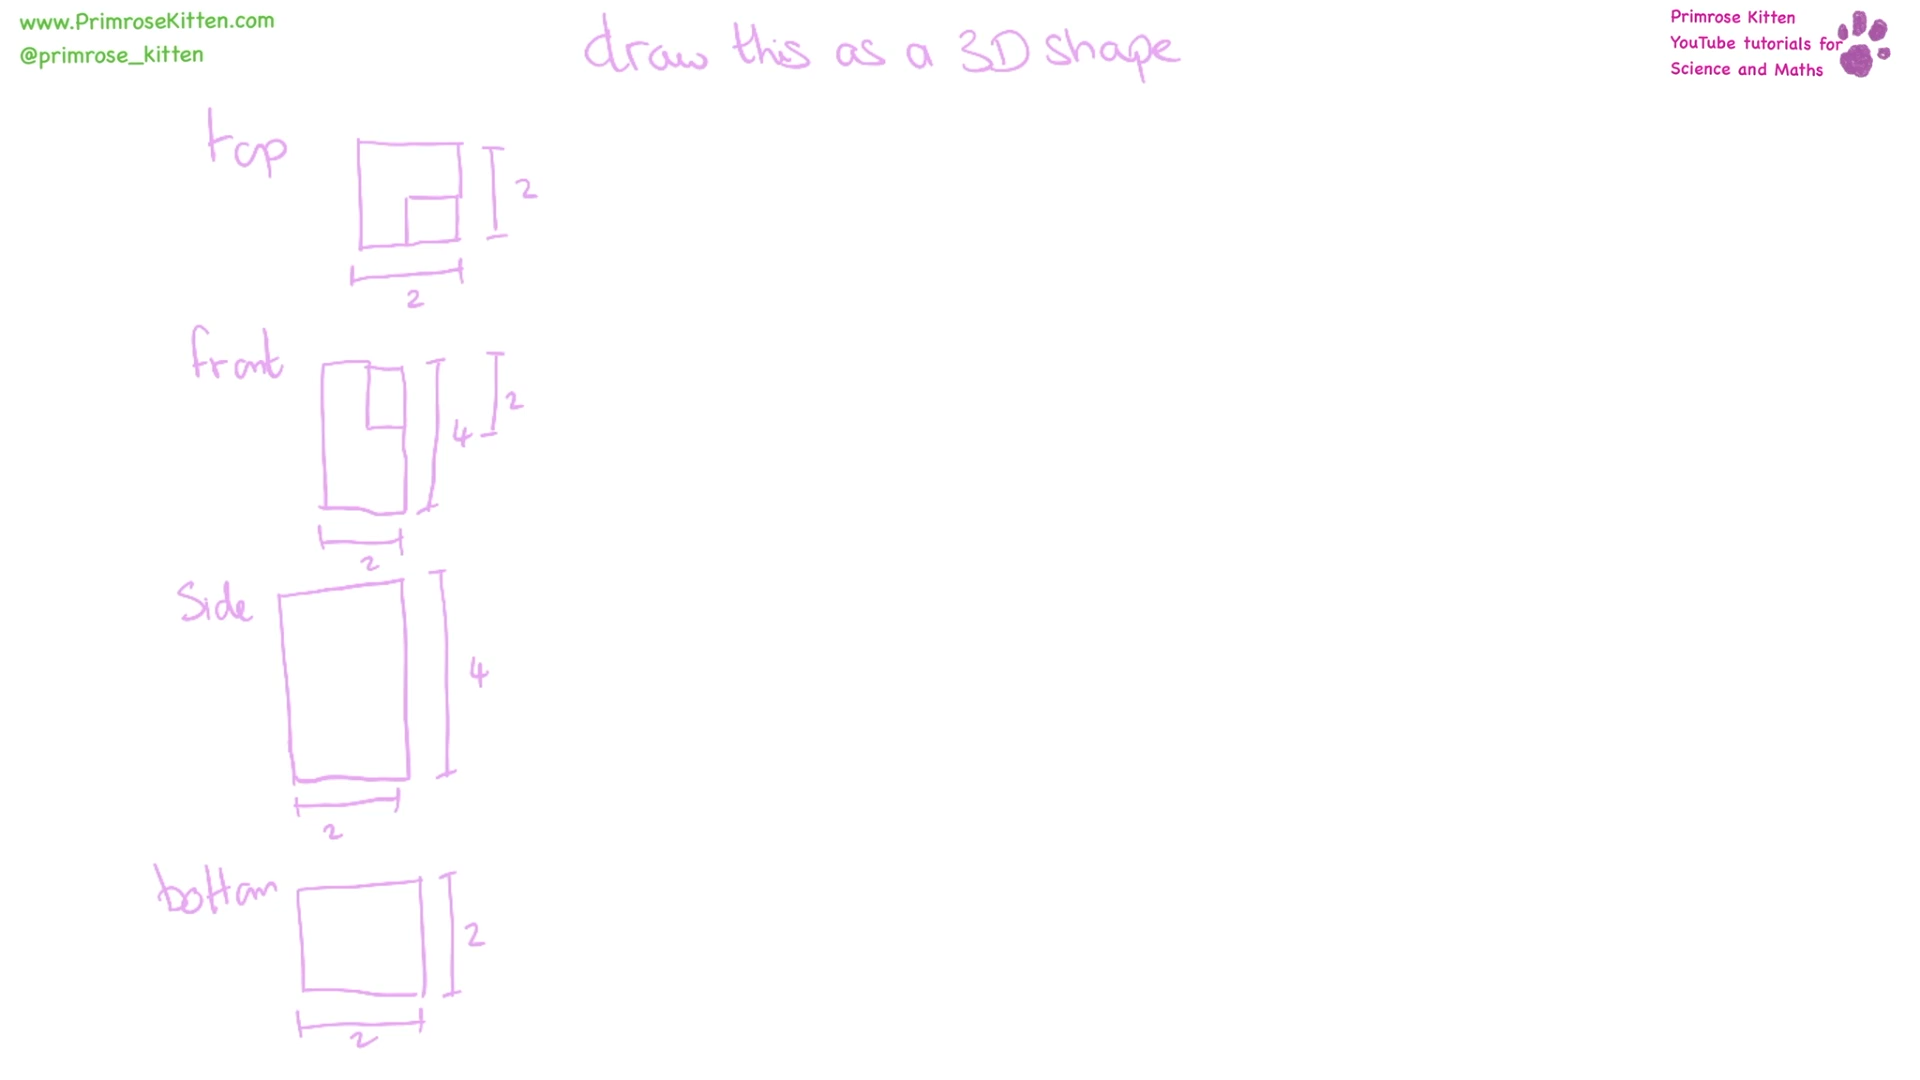 www.PrimroseKitten.com
@primrose_kitten
draw this as a 3D shape
Primrose Kitten
YouTube tutorials for
Science and Maths
top
2
2
front
2
4
2
Side
4
2
bottom
2
2